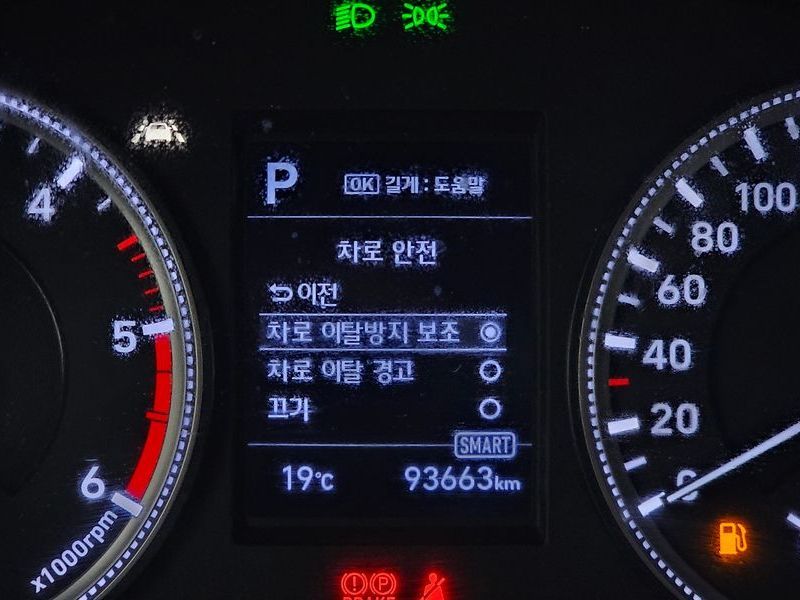 P
OK 길게 : 도움말
차로 안전
이전
차로 이탈방지 보조
차로 이탈 경고
끄기
SMART
19℃
93663km
4
5
6
x1000rpm
100
80
60
40
20
0
P
BRAKE